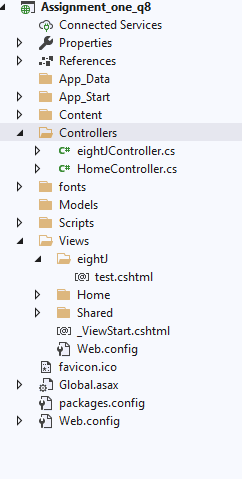 Assignment_one_q8
Connected Services
Properties
References
App_Data
App_Start
Content
Controllers
eightJController.cs
HomeController.cs
fonts
Models
Scripts
Views
eightJ
test.cshtml
Home
Shared
_ViewStart.cshtml
Web.config
favicon.ico
Global.asax
packages.config
Web.config